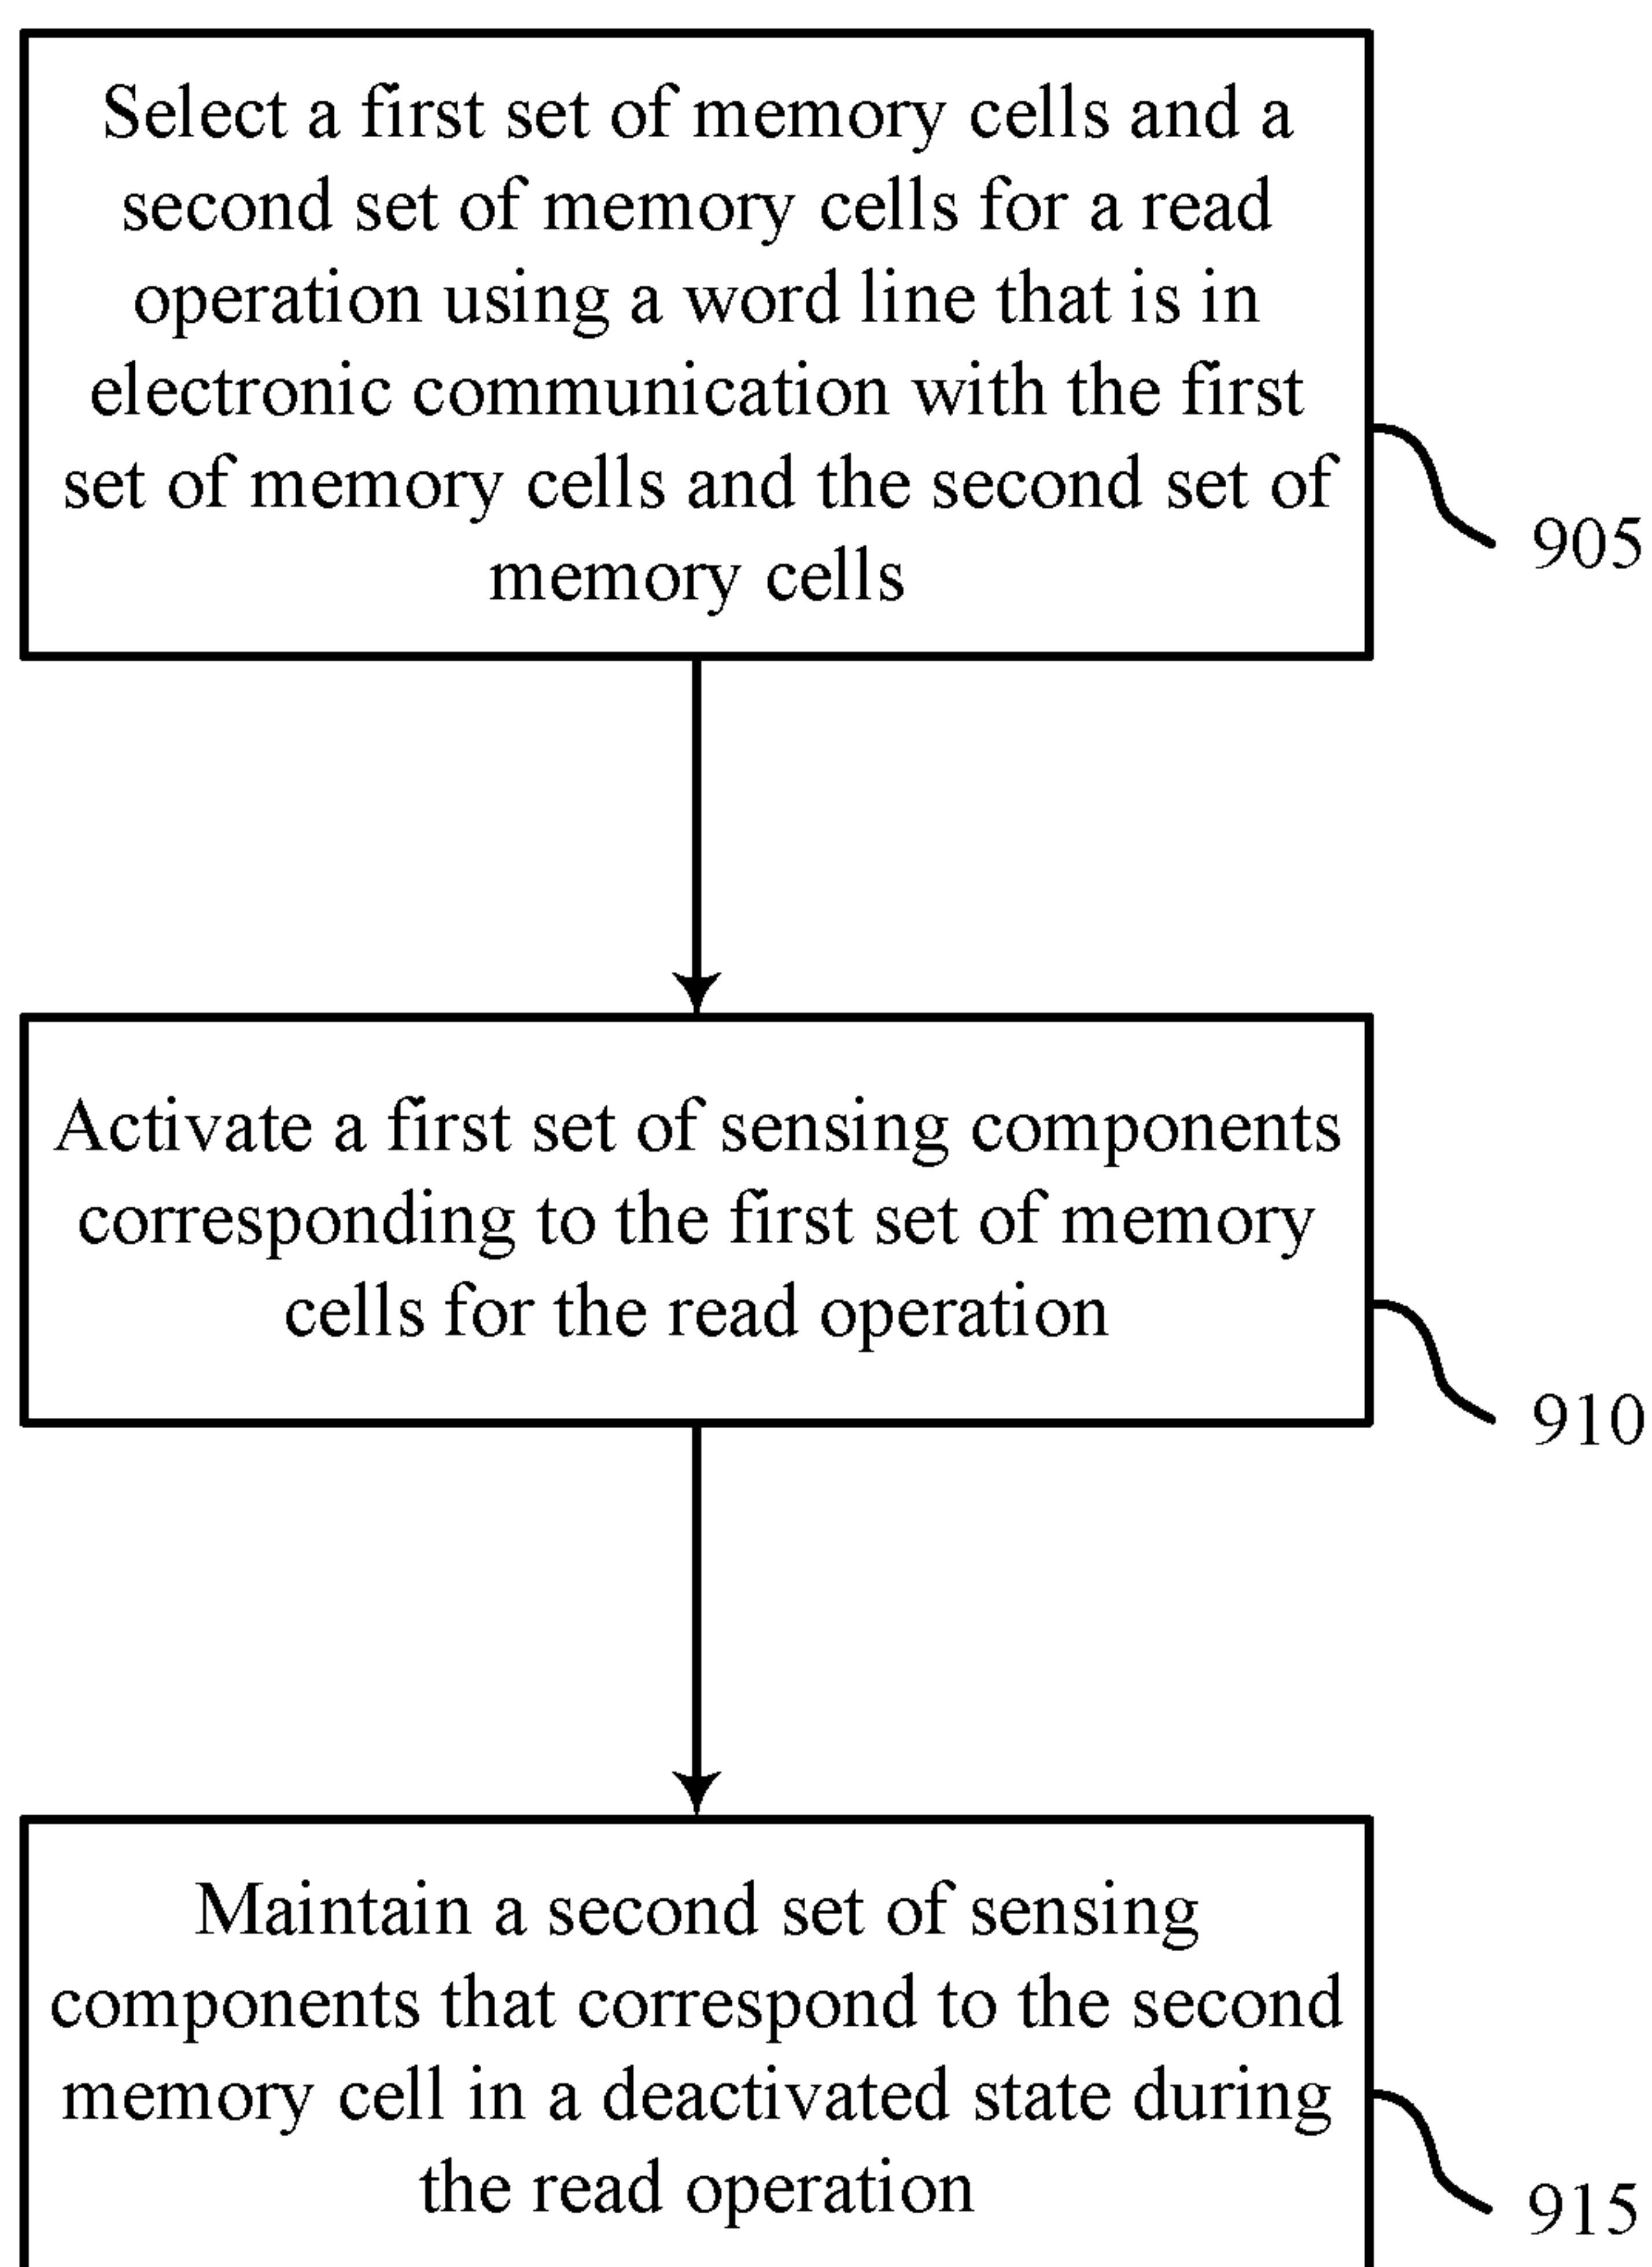 Select a first set of memory cells and a
second set of memory cells for a read
operation using a word line that is in
electronic communication with the first
set of memory cells and the second set of
memory cells
905
Activate a first set of sensing components
corresponding to the first set of memory
cells for the read operation
910
Maintain a second set of sensing
components that correspond to the second
memory cell in a deactivated state during
the read operation
915